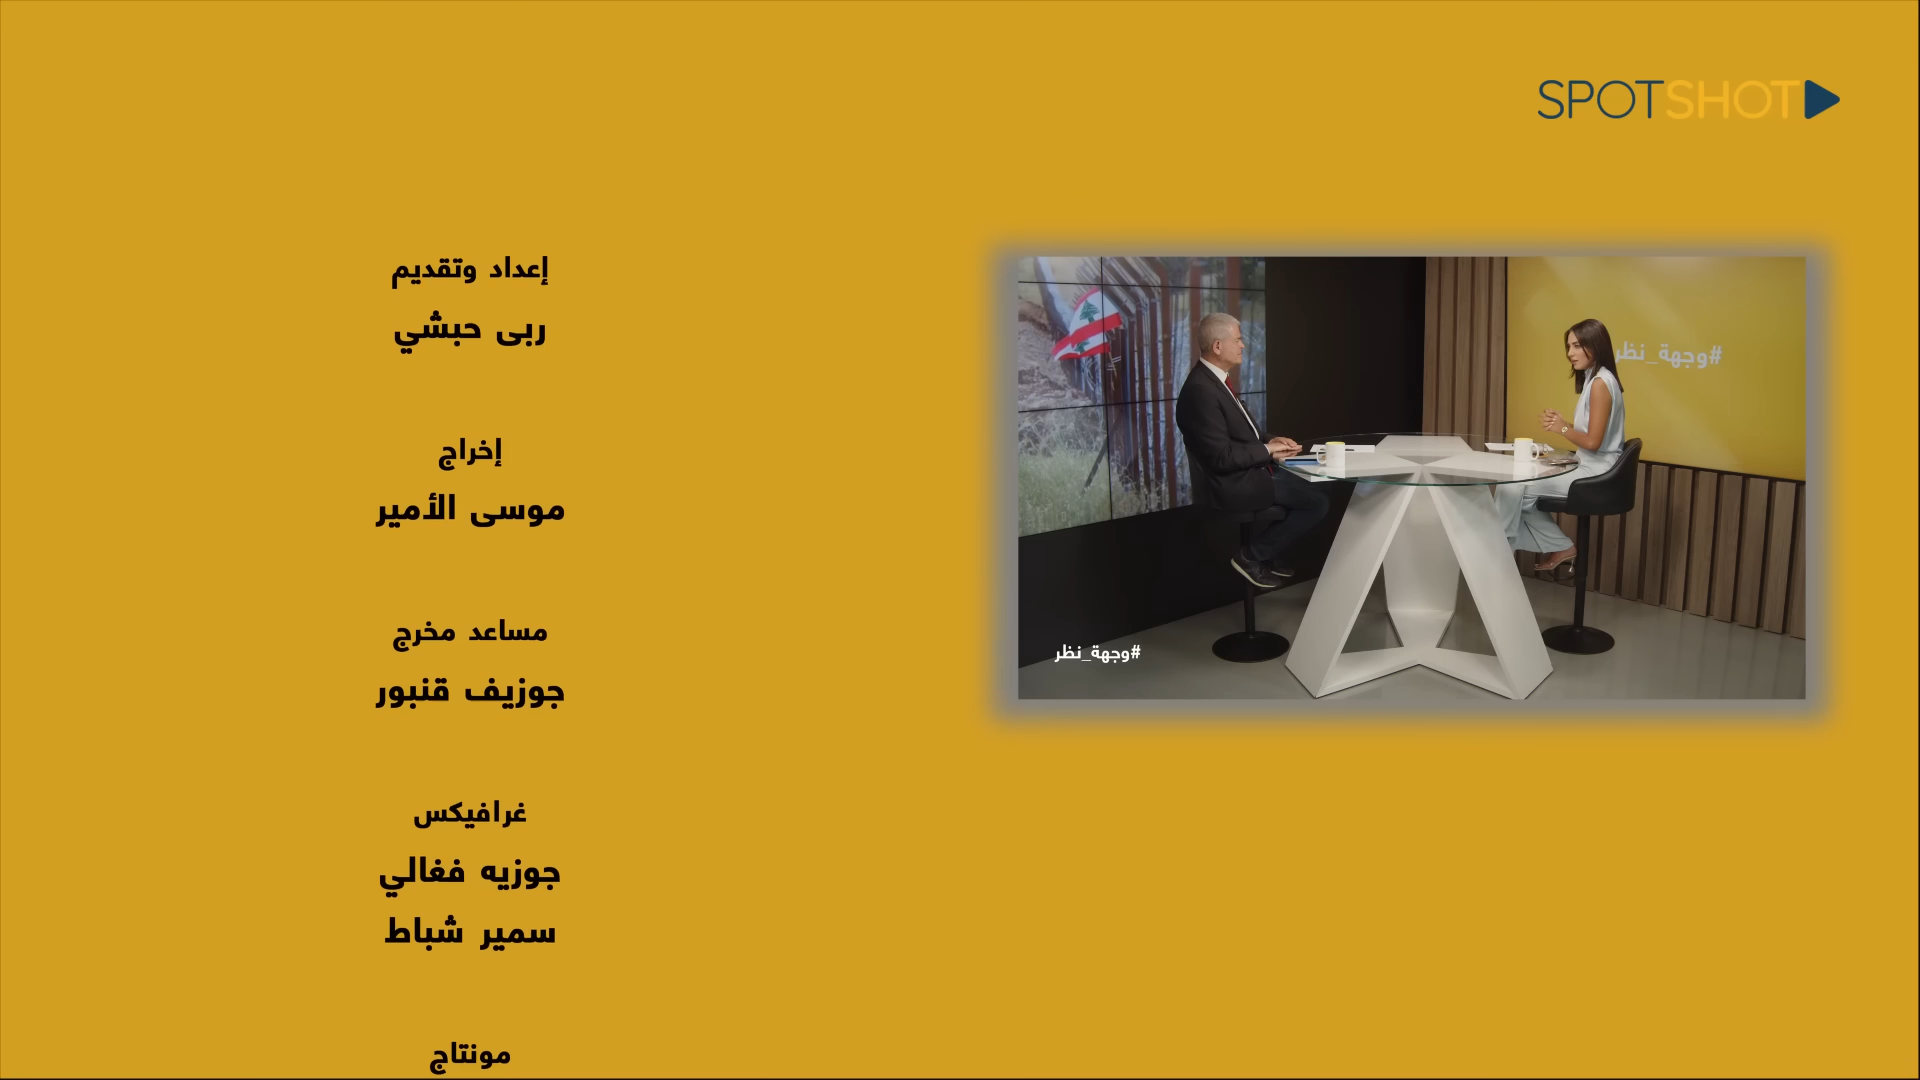 SPOTSHOT
إعداد وتقديم
ربى حبشي
إخراج
موسى الأمير
مساعد مخرج
جوزيف قنبور
غرافيكس
جوزيه فغالي
سمير شباط
مونتاج
#وجهة_نظر
#وجهة_نظر